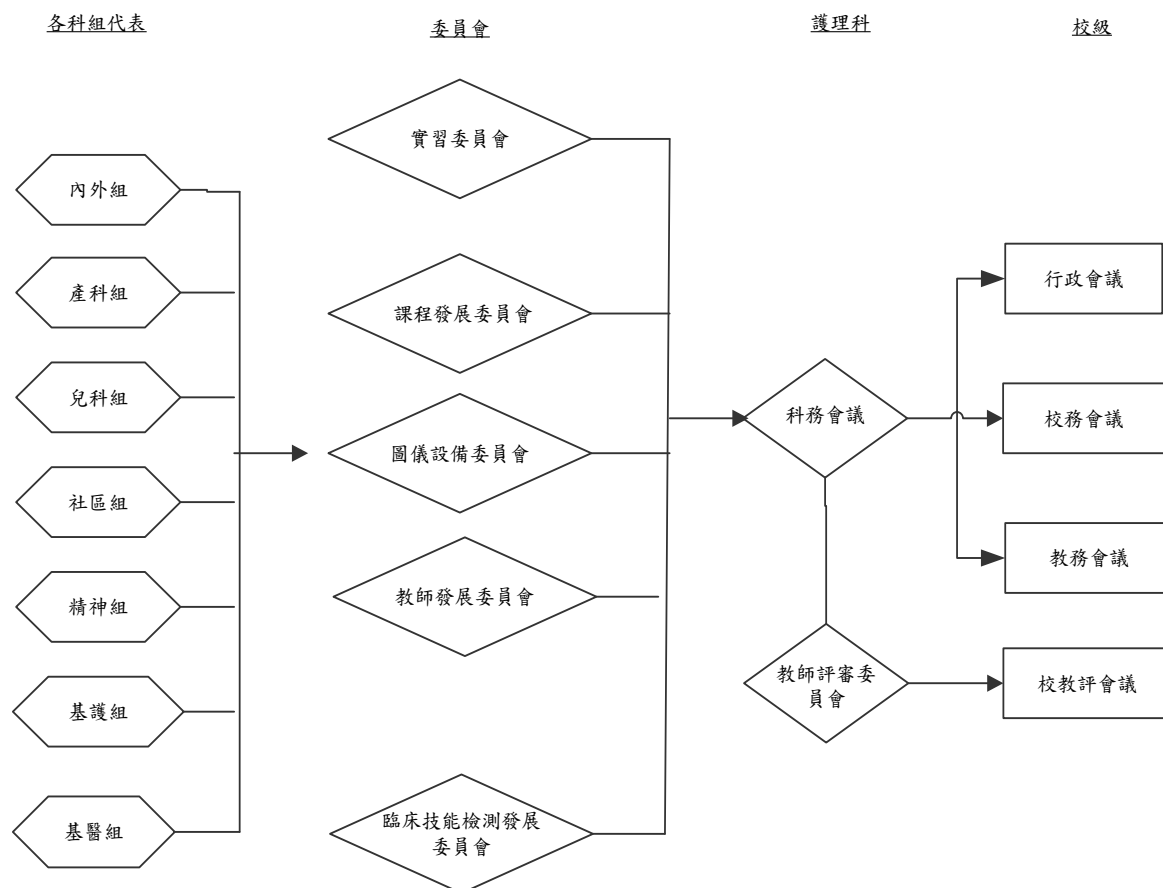 各科組代表
委員會
護理科
校級
內外組
產科組
兒科組
社區組
精神組
基護組
基醫組
實習委員會
課程發展委員會
圖儀設備委員會
教師發展委員會
臨床技能檢測發展
委員會
科務會議
教師評審委
員會
行政會議
校務會議
教務會議
校教評會議